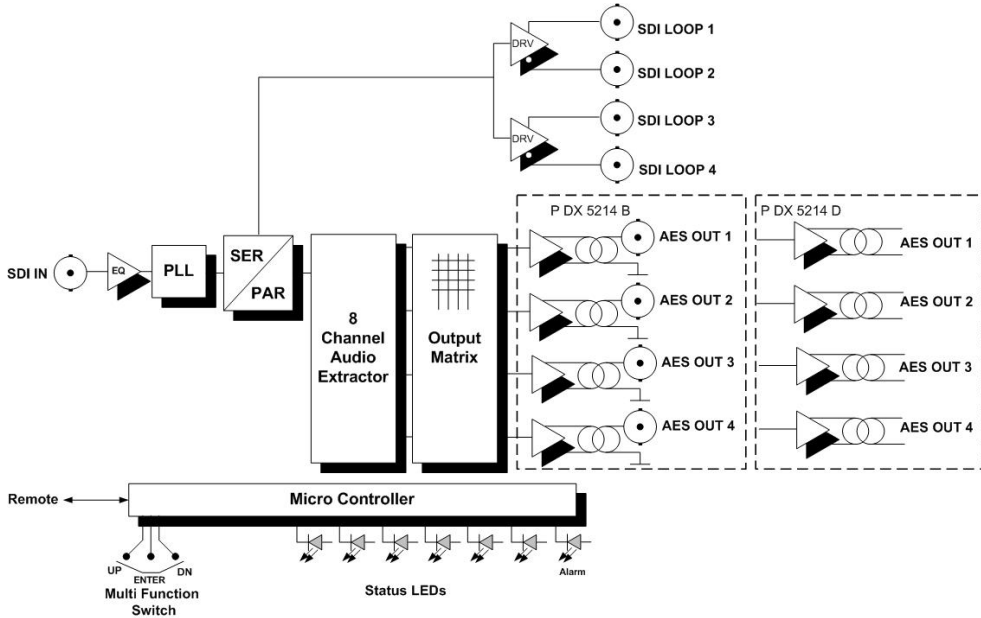 DRV
SDI LOOP 1
SDI LOOP 2
DRV
SDI LOOP 3
SDI LOOP 4
P DX 5214 B
P DX 5214 D
SDI IN
EQ
PLL
SER
PAR
8
Channel
Audio
Extractor
Output
Matrix
AES OUT 1
AES OUT 2
AES OUT 3
AES OUT 4
AES OUT 1
AES OUT 2
AES OUT 3
AES OUT 4
Remote
Micro Controller
UP
ENTER
DN
Multi Function
Switch
Status LEDs
Alarm